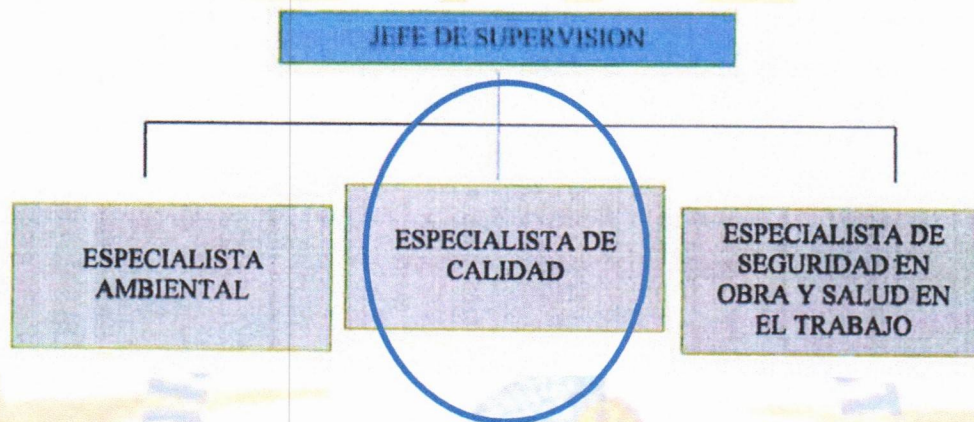 JEFE DE SUPERVISION
ESPECIALISTA
AMBIENTAL
ESPECIALISTA DE
CALIDAD
ESPECIALISTA DE
SEGURIDAD EN
OBRA Y SALUD EN
EL TRABAJO